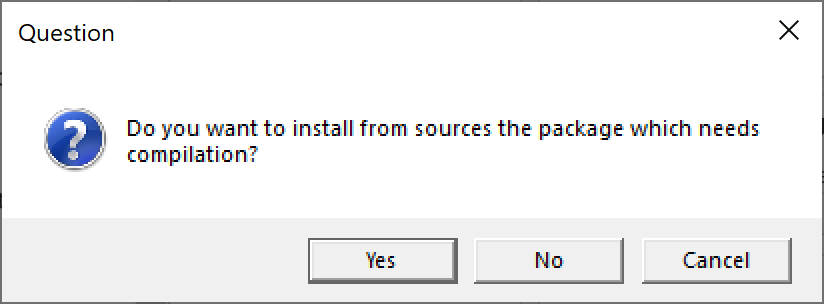 Question
Do you want to install from sources the package which needs
compilation?
Yes No Cancel